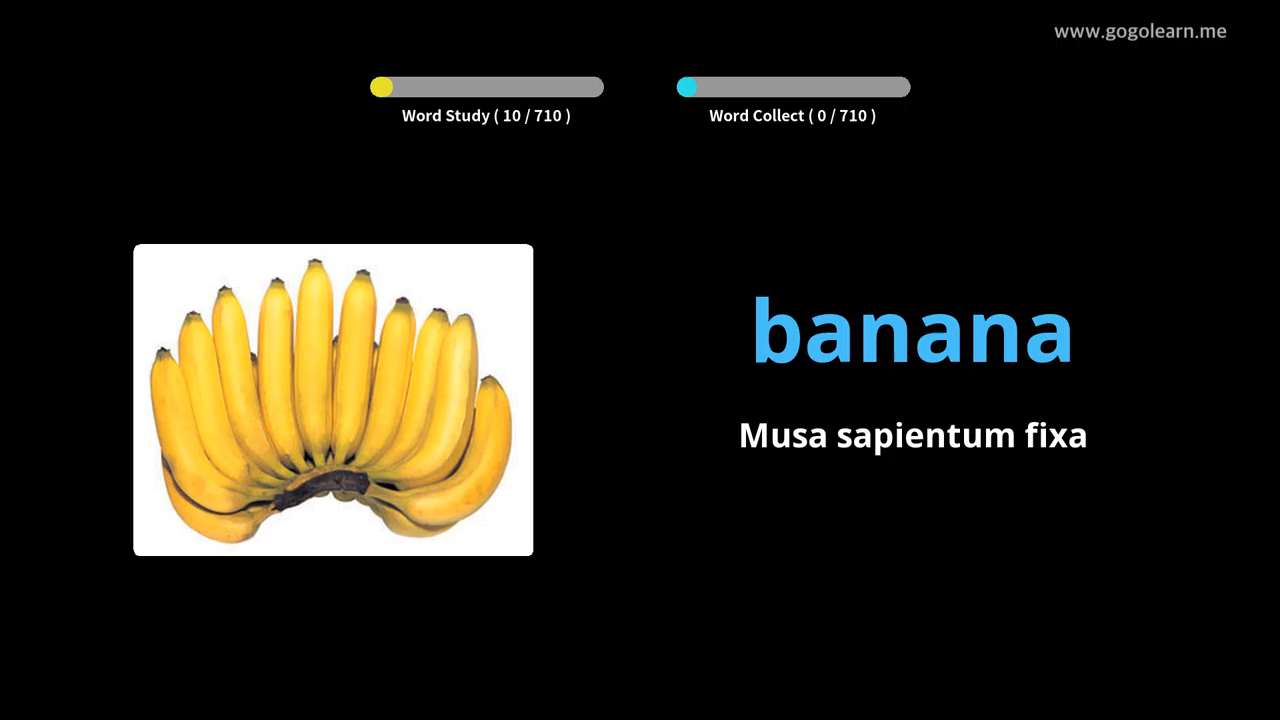 www.gogolearn.me
Word Study ( 10 / 710 )
Word Collect ( 0 / 710 )
banana
Musa sapientum fixa